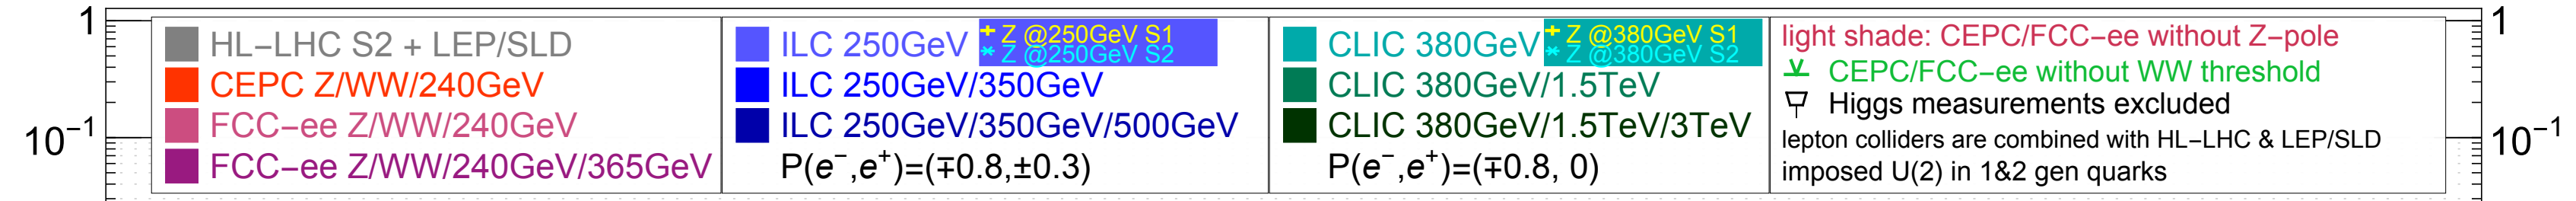 1
10−1
HL−LHC S2 + LEP/SLD
CEPC Z/WW/240GeV
FCC−ee Z/WW/240GeV
FCC−ee Z/WW/240GeV/365GeV
ILC 250GeV
+ Z @250GeV S1
* Z @250GeV S2
ILC 250GeV/350GeV
ILC 250GeV/350GeV/500GeV
P(e−,e+)=(∓0.8,±0.3)
CLIC 380GeV
+ Z @380GeV S1
* Z @380GeV S2
CLIC 380GeV/1.5TeV
CLIC 380GeV/1.5TeV/3TeV
P(e−,e+)=(∓0.8, 0)
light shade: CEPC/FCC−ee without Z−pole
CEPC/FCC−ee without WW threshold
Higgs measurements excluded
lepton colliders are combined with HL−LHC & LEP/SLD
imposed U(2) in 1&2 gen quarks
1
10−1